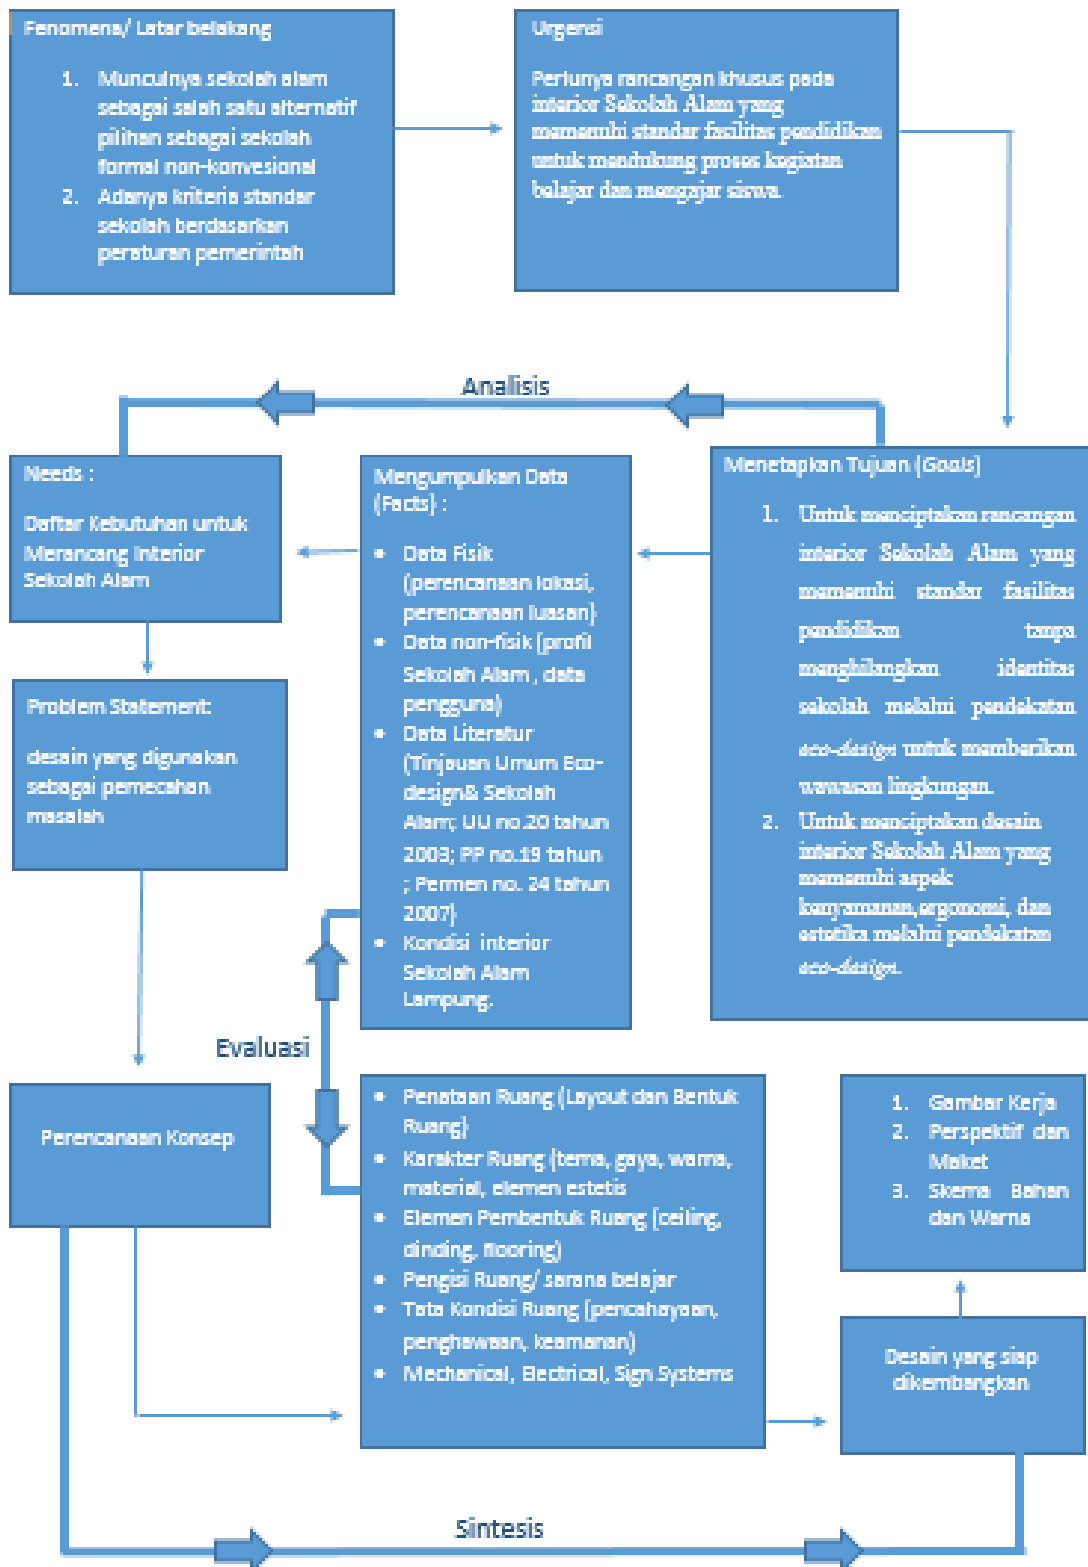 Fenomena/ Latar belakang
1. Munculnya sekolah alam
sebagai salah satu alternatif
pilihan sebagai sekolah
formal non-konvesional
2. Adanya kriteria standar
sekolah berdasarkan
peraturan pemerintah
Urgensi
Perlunya rancangan khusus pada
interior Sekolah Alam yang
memenuhi standar fasilitas pendidikan
untuk mendukung proses kegiatan
belajar dan mengajar siswa.
Analisis
Menetapkan Tujuan (Goals)
1. Untuk menciptakan rancangan
interior Sekolah Alam yang
memenuhi standar fasilitas
pendidikan tanpa
menghilangkan identitas
sekolah melalui pendekatan
eco-design untuk memberikan
wawasan lingkungan.
2. Untuk menciptakan desain
interior Sekolah Alam yang
memenuhi aspek
kenyamanan,ergonomi, dan
estetika melalui pendekatan
eco-design.
Mengumpulkan Data
(Facts) :
• Data Fisik
(perencanaan lokasi,
perencanaan luasan)
• Data non-fisik (profil
Sekolah Alam , data
pengguna)
• Data Literatur
(Tinjauan Umum Eco-
design& Sekolah
Alam; UU no.20 tahun
2003; PP no.19 tahun
; Permen no. 24 tahun
2007)
• Kondisi interior
Sekolah Alam
Lampung.
Needs :
Daftar Kebutuhan untuk
Merancang Interior
Sekolah Alam
Problem Statement:
desain yang digunakan
sebagai pemecahan
masalah
Evaluasi
Perencanaan Konsep
• Penataan Ruang (Layout dan Bentuk
Ruang)
• Karakter Ruang (tema, gaya, warna,
material, elemen estetis
• Elemen Pembentuk Ruang (ceiling,
dinding, flooring)
• Pengisi Ruang/ sarana belajar
• Tata Kondisi Ruang (pencahayaan,
penghawaan, keamanan)
• Mechanical, Electrical, Sign Systems
Desain yang siap
dikembangkan
1. Gambar Kerja
2. Perspektif dan
Maket
3. Skema Bahan
dan Warna
Sintesis